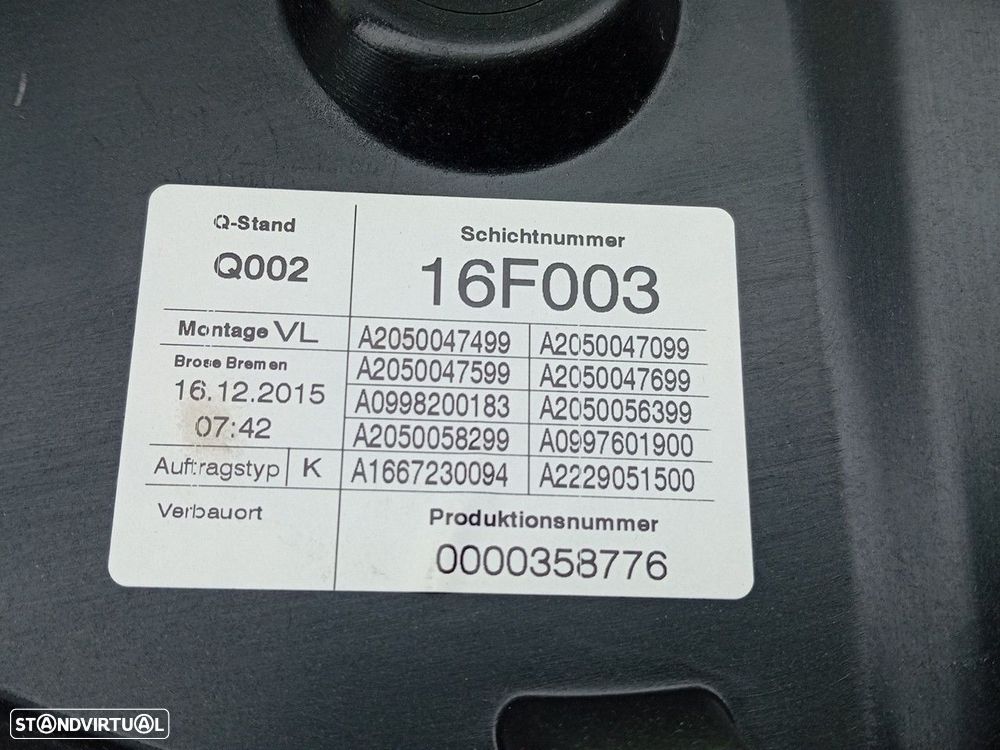 Q-Stand
Q002
Schichtnummer
16F003
Montage VL
Brose Bremen
16.12.2015
07:42
A2050047499 A2050047099
A2050047599 A2050047699
A0998200183 A2050056399
A2050058299 A0997601900
A1667230094 A2229051500
Auftragstyp K
Verbauort
Produktionsnummer
0000358776
STANDVIRTUAL